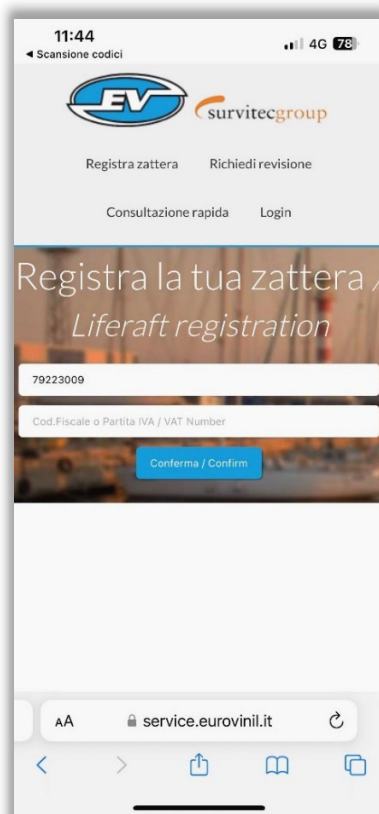 11:44
4G 78
◄ Scansione codici
EV survitecgroup
Registra zattera Richiedi revisione
Consultazione rapida Login
Registra la tua zattera /
Liferaft registration
79223009
Cod.Fiscale o Partita IVA / VAT Number
Conferma / Confirm
AA service.eurovinil.it